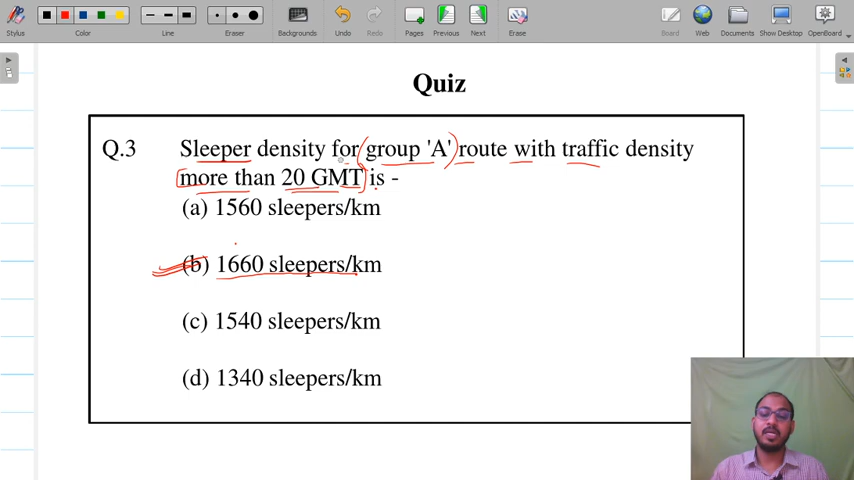 Stylus
Color
Line
Eraser
Backgrounds
Undo
Redo
Pages
Previous
Next
Erase
Board
Web
Documents
Show Desktop
OpenBoard
Quiz
Q.3 Sleeper density for group 'A' route with traffic density
more than 20 GMT is -
(a) 1560 sleepers/km
(b) 1660 sleepers/km
(c) 1540 sleepers/km
(d) 1340 sleepers/km